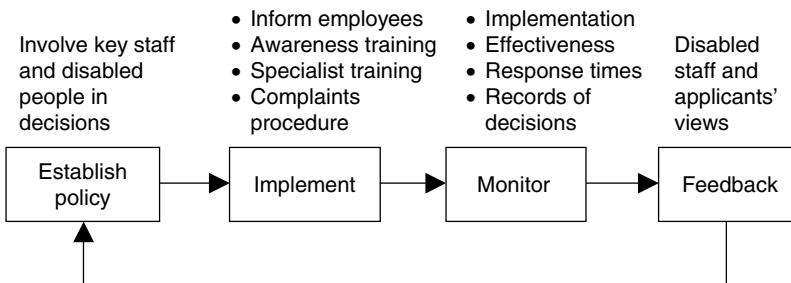 Involve key staff
and disabled
people in
decisions
• Inform employees
• Awareness training
• Specialist training
• Complaints
procedure
• Implementation
• Effectiveness
• Response times
• Records of
decisions
Disabled
staff and
applicants’
views
Establish
policy
Implement
Monitor
Feedback